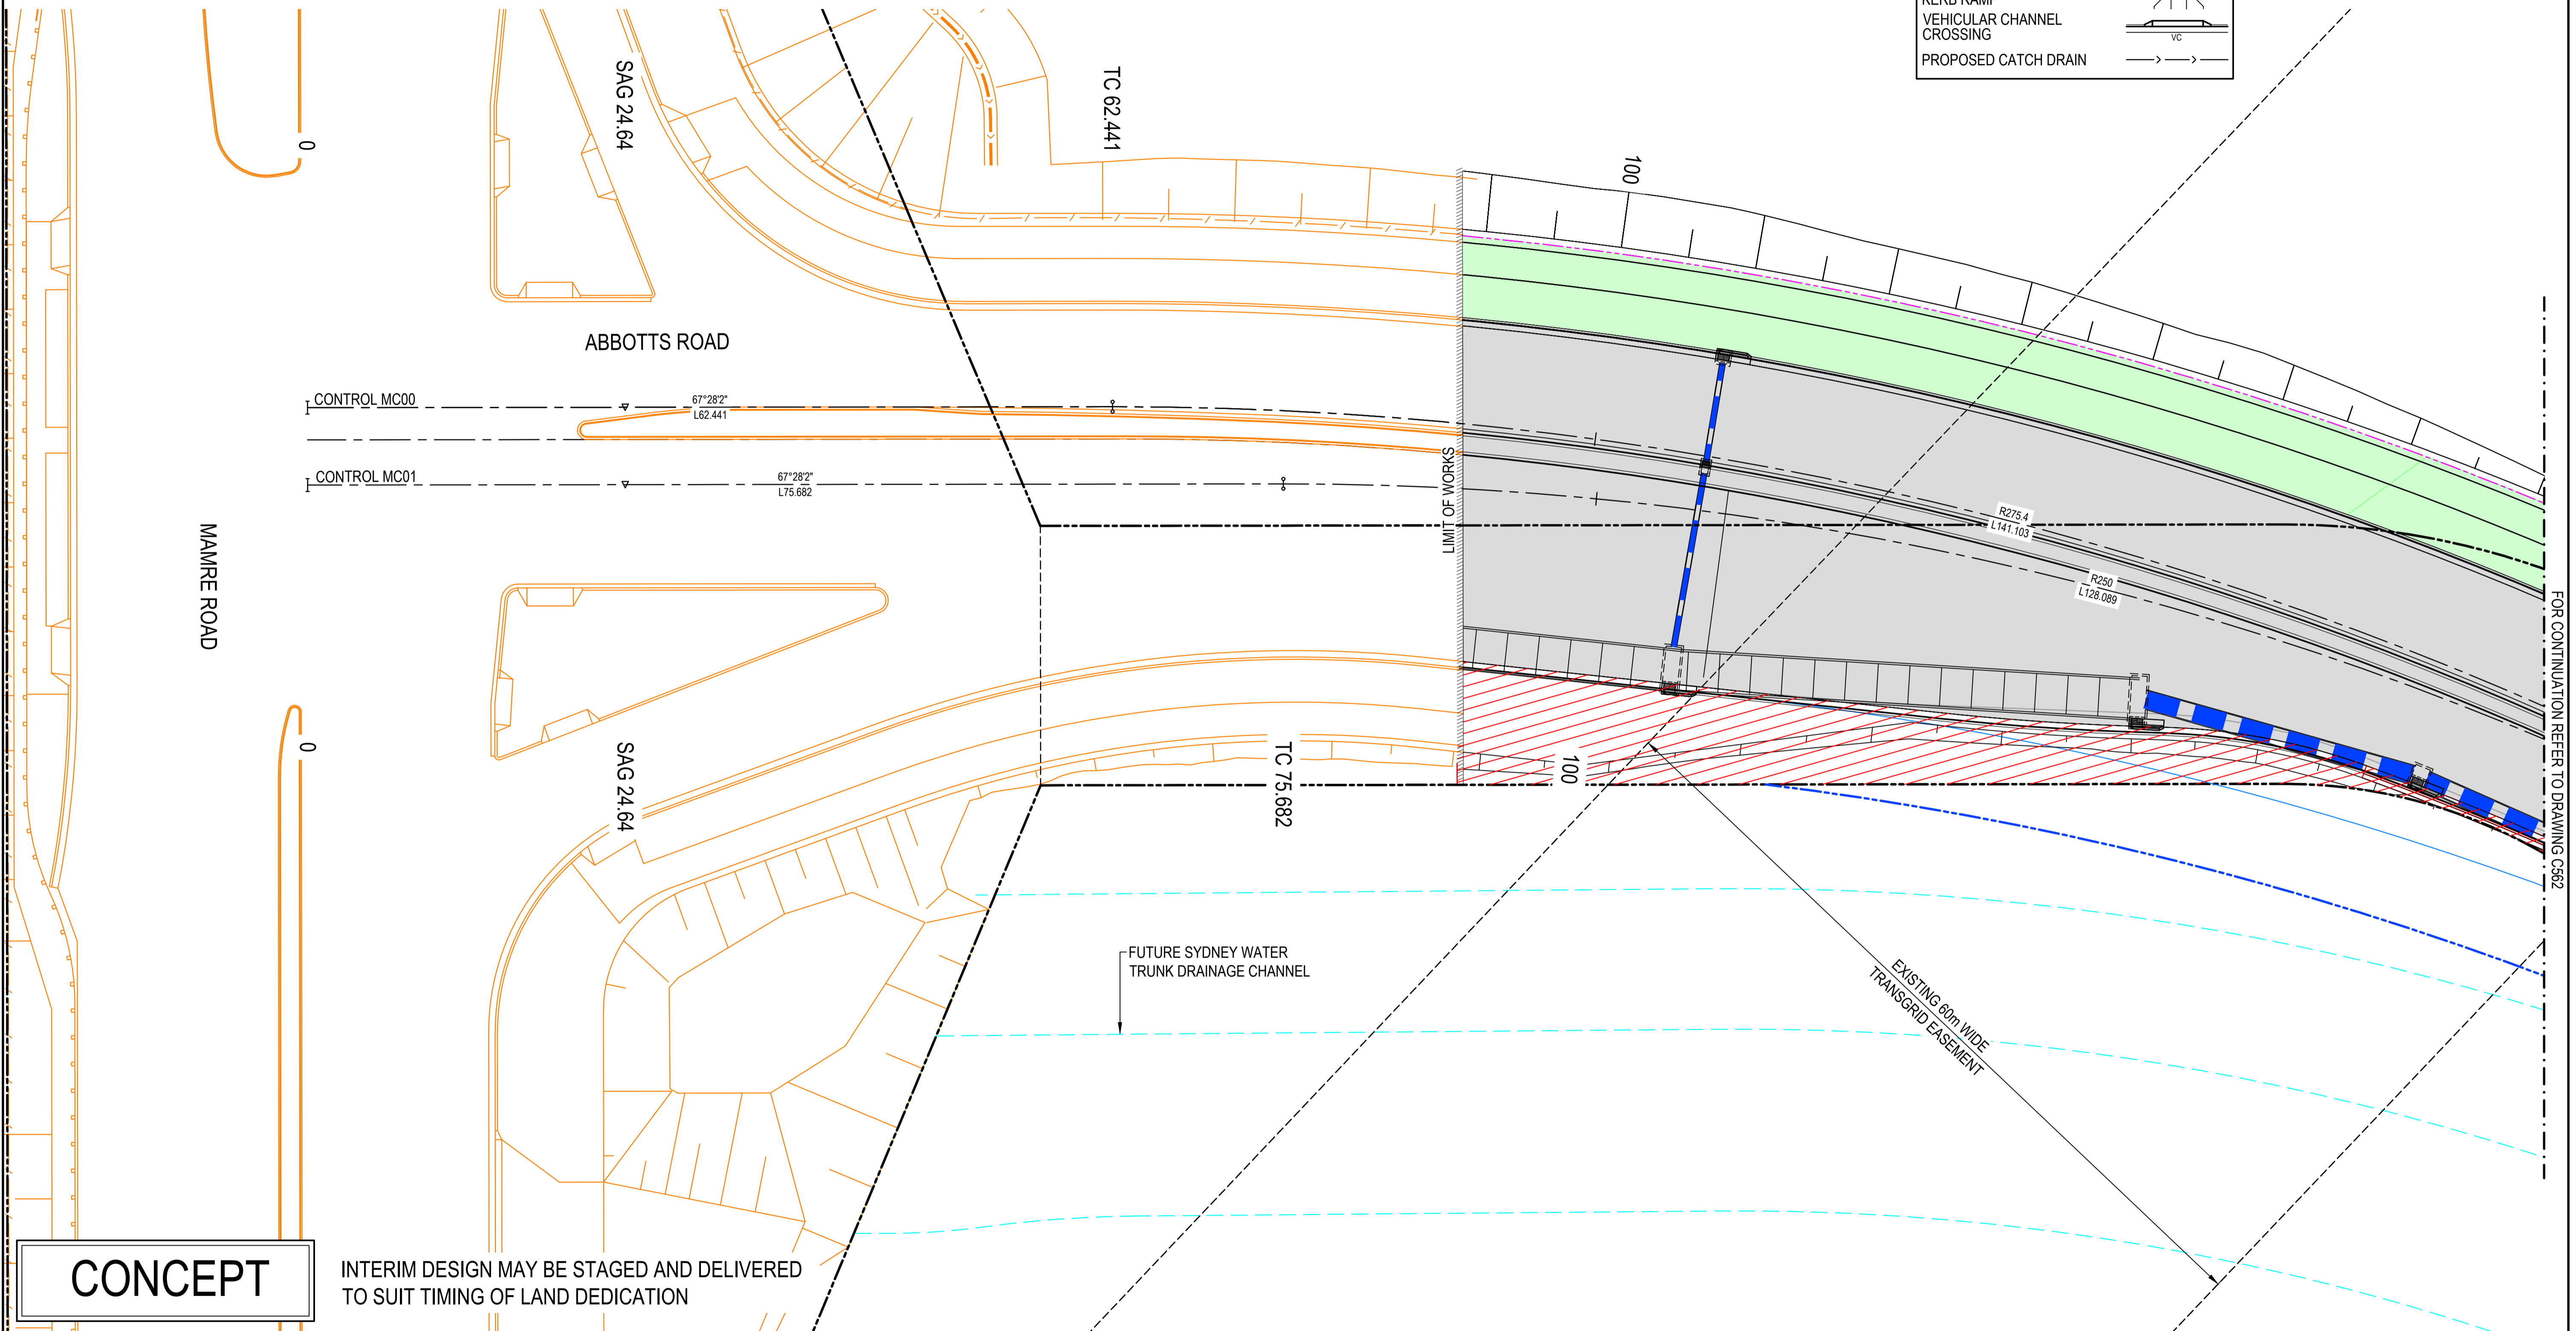 KERB RAMP
VEHICULAR CHANNEL
CROSSING
VC
PROPOSED CATCH DRAIN
SAG 24.64
TC 62.441
100
0
ABBOTTS ROAD
CONTROL MC00
67°28'2"
L62.441
CONTROL MC01
67°28'2"
L75.682
LIMIT OF WORKS
MAMRE ROAD
R275.4
L141.103
R250
L128.089
FOR CONTINUATION REFER TO DRAWING C562
0
SAG 24.64
TC 75.682
100
FUTURE SYDNEY WATER
TRUNK DRAINAGE CHANNEL
EXISTING 60m WIDE
TRANSGRID EASEMENT
CONCEPT
INTERIM DESIGN MAY BE STAGED AND DELIVERED
TO SUIT TIMING OF LAND DEDICATION